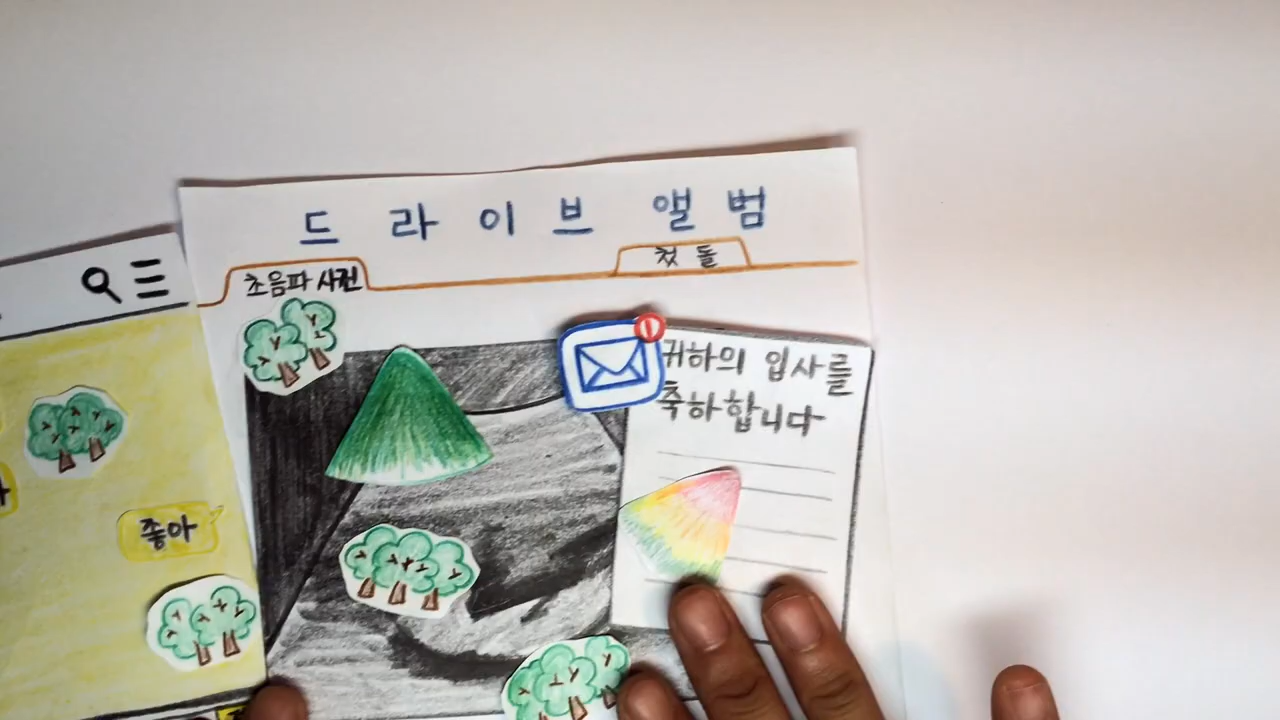 드라이브 앨범
초음파 사진
첫 돌
귀하의 입사를
축하합니다
좋아